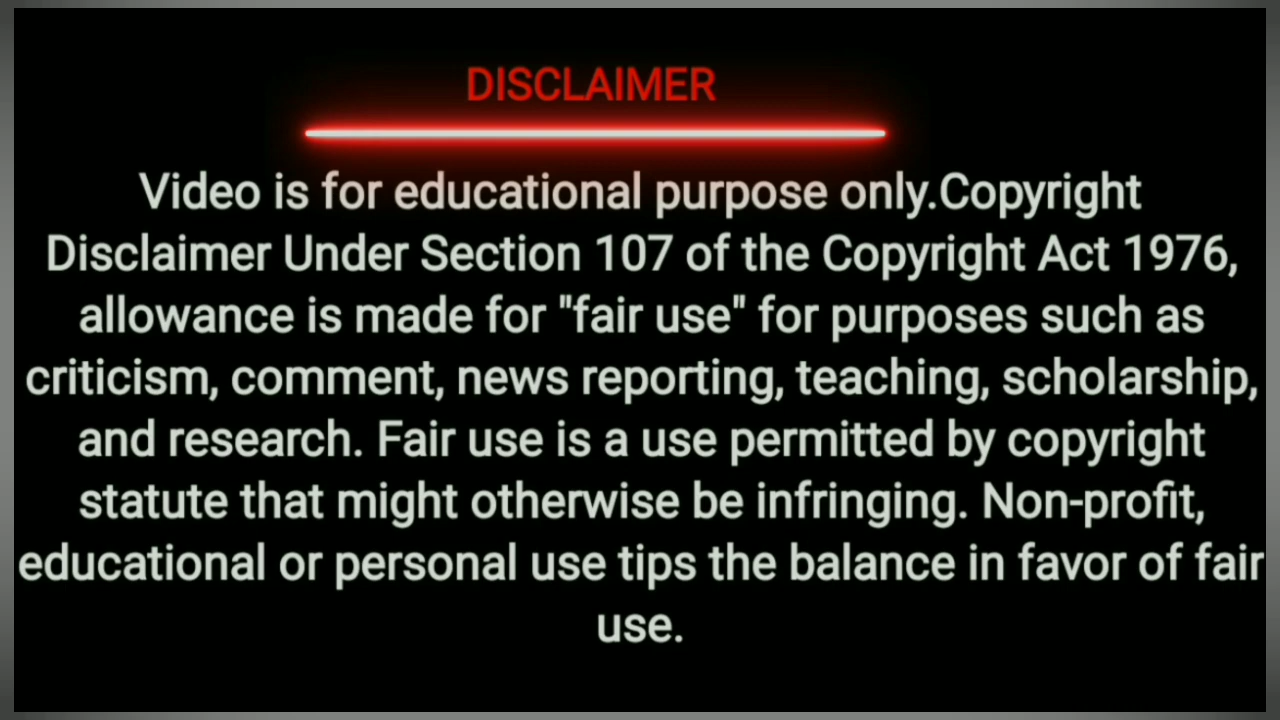 DISCLAIMER
Video is for educational purpose only.Copyright
Disclaimer Under Section 107 of the Copyright Act 1976,
allowance is made for "fair use" for purposes such as
criticism, comment, news reporting, teaching, scholarship,
and research. Fair use is a use permitted by copyright
statute that might otherwise be infringing. Non-profit,
educational or personal use tips the balance in favor of fair
use.